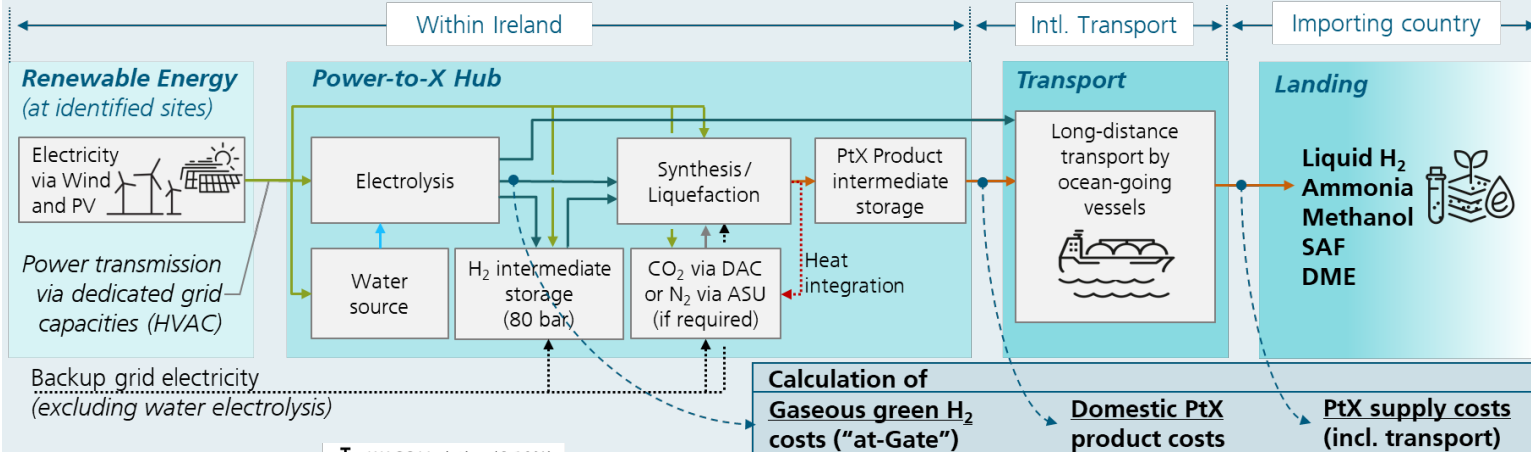 Within Ireland
Intl. Transport
Importing country
Renewable Energy
(at identified sites)
Electricity
via Wind
and PV
Power transmission
via dedicated grid
capacities (HVAC)
Power-to-X Hub
Electrolysis
Water
source
H₂ intermediate
storage
(80 bar)
Synthesis/
Liquefaction
CO₂ via DAC
or N₂ via ASU
(if required)
Heat
integration
PtX Product
intermediate
storage
Transport
Long-distance
transport by
ocean-going
vessels
Landing
Liquid H₂
Ammonia
Methanol
SAF
DME
Backup grid electricity
(excluding water electrolysis)
Calculation of
Gaseous green H₂
costs (“at-Gate”)
Domestic PtX
product costs
PtX supply costs
(incl. transport)